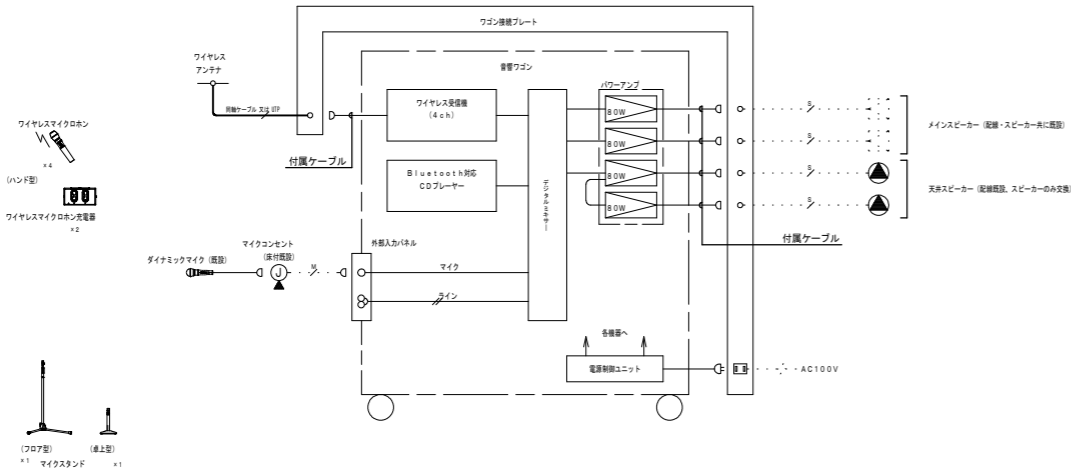 ワゴン接続プレート
ワイヤレス
アンテナ
同軸ケーブル 又は UTP
音響ワゴン
ワイヤレス受信機
(4ch)
パワーアンプ
80W
80W
80W
80W
S
S
S
S
メインスピーカー (配線・スピーカー共に既設)
天井スピーカー (配線既設、スピーカーのみ交換)
付属ケーブル
付属ケーブル
Bluetooth対応
CDプレーヤー
デジタルミキサー
ワイヤレスマイクロホン
×4
(ハンド型)
ワイヤレスマイクロホン充電器
×2
ダイナミックマイク (既設)
マイクコンセント
(床付既設)
J
M
外部入力パネル
マイク
ライン
各機器へ
電源制御ユニット
AC100V
(フロア型)
×1
(卓上型)
×1
マイクスタンド